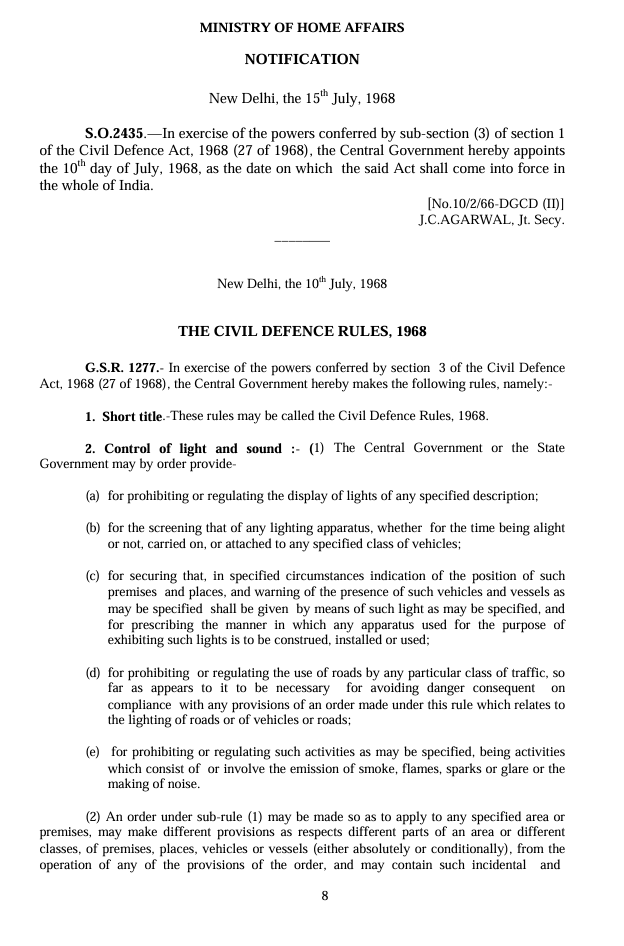 MINISTRY OF HOME AFFAIRS
NOTIFICATION
New Delhi, the 15th July, 1968
S.O.2435.—In exercise of the powers conferred by sub-section (3) of section 1
of the Civil Defence Act, 1968 (27 of 1968), the Central Government hereby appoints
the 10th day of July, 1968, as the date on which the said Act shall come into force in
the whole of India.
[No.10/2/66-DGCD (II)]
J.C.AGARWAL, Jt. Secy.
________
New Delhi, the 10th July, 1968
THE CIVIL DEFENCE RULES, 1968
G.S.R. 1277.- In exercise of the powers conferred by section 3 of the Civil Defence
Act, 1968 (27 of 1968), the Central Government hereby makes the following rules, namely:-
1. Short title.-These rules may be called the Civil Defence Rules, 1968.
2. Control of light and sound :- (1) The Central Government or the State
Government may by order provide-
(a) for prohibiting or regulating the display of lights of any specified description;
(b) for the screening that of any lighting apparatus, whether for the time being alight
or not, carried on, or attached to any specified class of vehicles;
(c) for securing that, in specified circumstances indication of the position of such
premises and places, and warning of the presence of such vehicles and vessels as
may be specified shall be given by means of such light as may be specified, and
for prescribing the manner in which any apparatus used for the purpose of
exhibiting such lights is to be construed, installed or used;
(d) for prohibiting or regulating the use of roads by any particular class of traffic, so
far as appears to it to be necessary for avoiding danger consequent on
compliance with any provisions of an order made under this rule which relates to
the lighting of roads or of vehicles or roads;
(e) for prohibiting or regulating such activities as may be specified, being activities
which consist of or involve the emission of smoke, flames, sparks or glare or the
making of noise.
(2) An order under sub-rule (1) may be made so as to apply to any specified area or
premises, may make different provisions as respects different parts of an area or different
classes, of premises, places, vehicles or vessels (either absolutely or conditionally), from the
operation of any of the provisions of the order, and may contain such incidental and
8